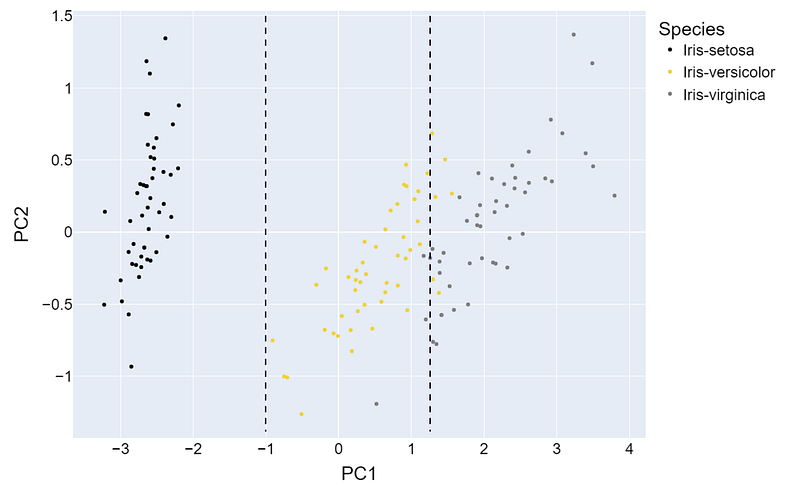 1.5
1
0.5
0
−0.5
−1
PC2
−3
−2
−1
0
1
2
3
4
PC1
Species
Iris-setosa
Iris-versicolor
Iris-virginica